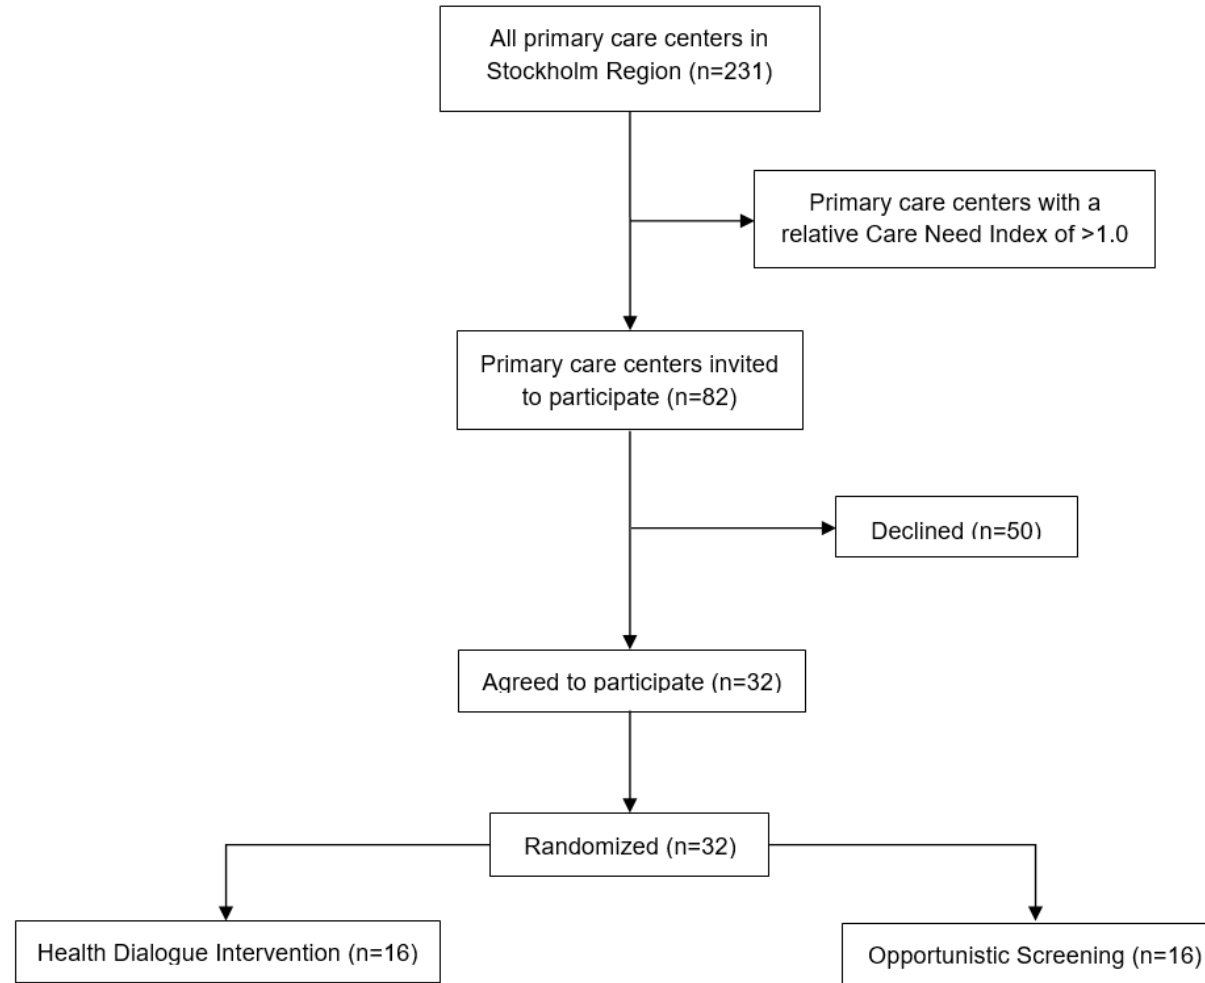 All primary care centers in
Stockholm Region (n=231)
Primary care centers with a
relative Care Need Index of >1.0
Primary care centers invited
to participate (n=82)
Declined (n=50)
Agreed to participate (n=32)
Randomized (n=32)
Health Dialogue Intervention (n=16)
Opportunistic Screening (n=16)